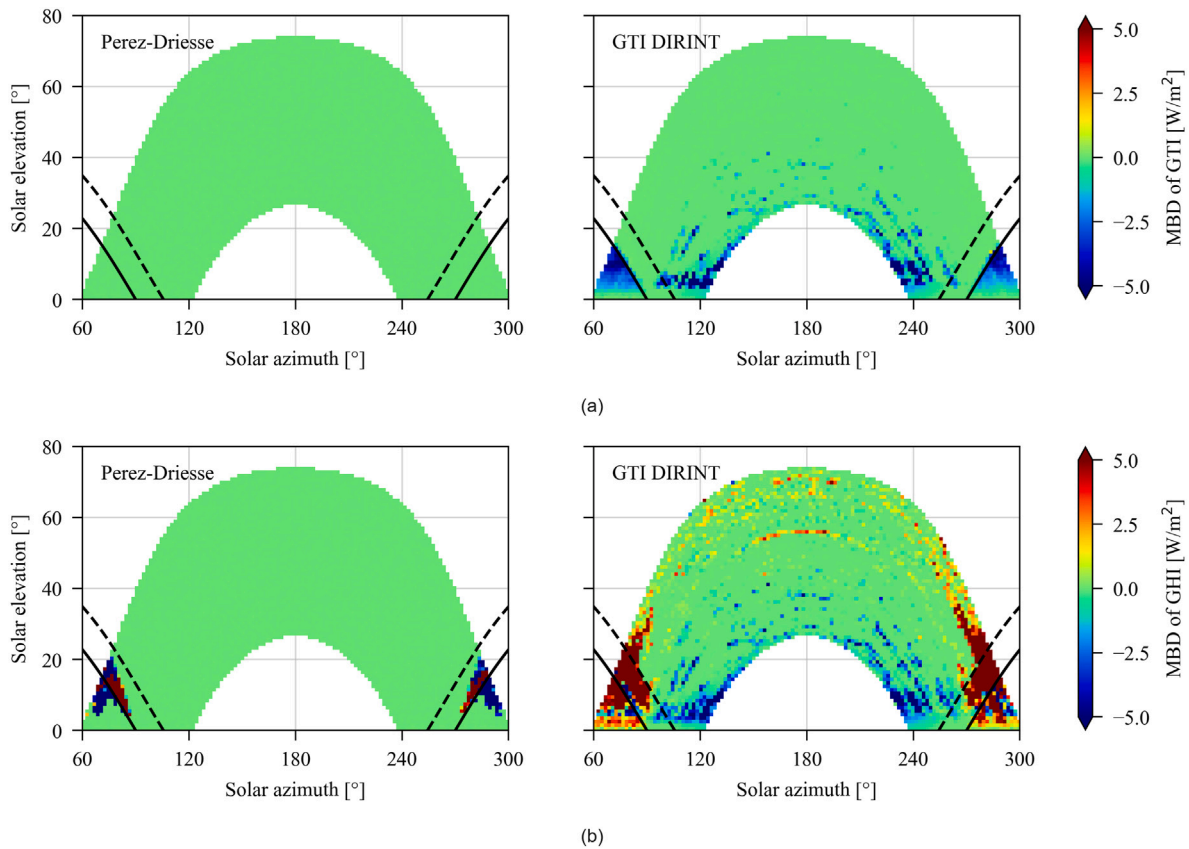 Perez-Driesse
80
60
40
20
0
Solar elevation [°]
60 120 180 240 300
Solar azimuth [°]
GTI DIRINT
60 120 180 240 300
Solar azimuth [°]
5.0
2.5
0.0
−2.5
−5.0
MBD of GTI [W/m²]
(a)
Perez-Driesse
80
60
40
20
0
Solar elevation [°]
60 120 180 240 300
Solar azimuth [°]
GTI DIRINT
60 120 180 240 300
Solar azimuth [°]
5.0
2.5
0.0
−2.5
−5.0
MBD of GHI [W/m²]
(b)